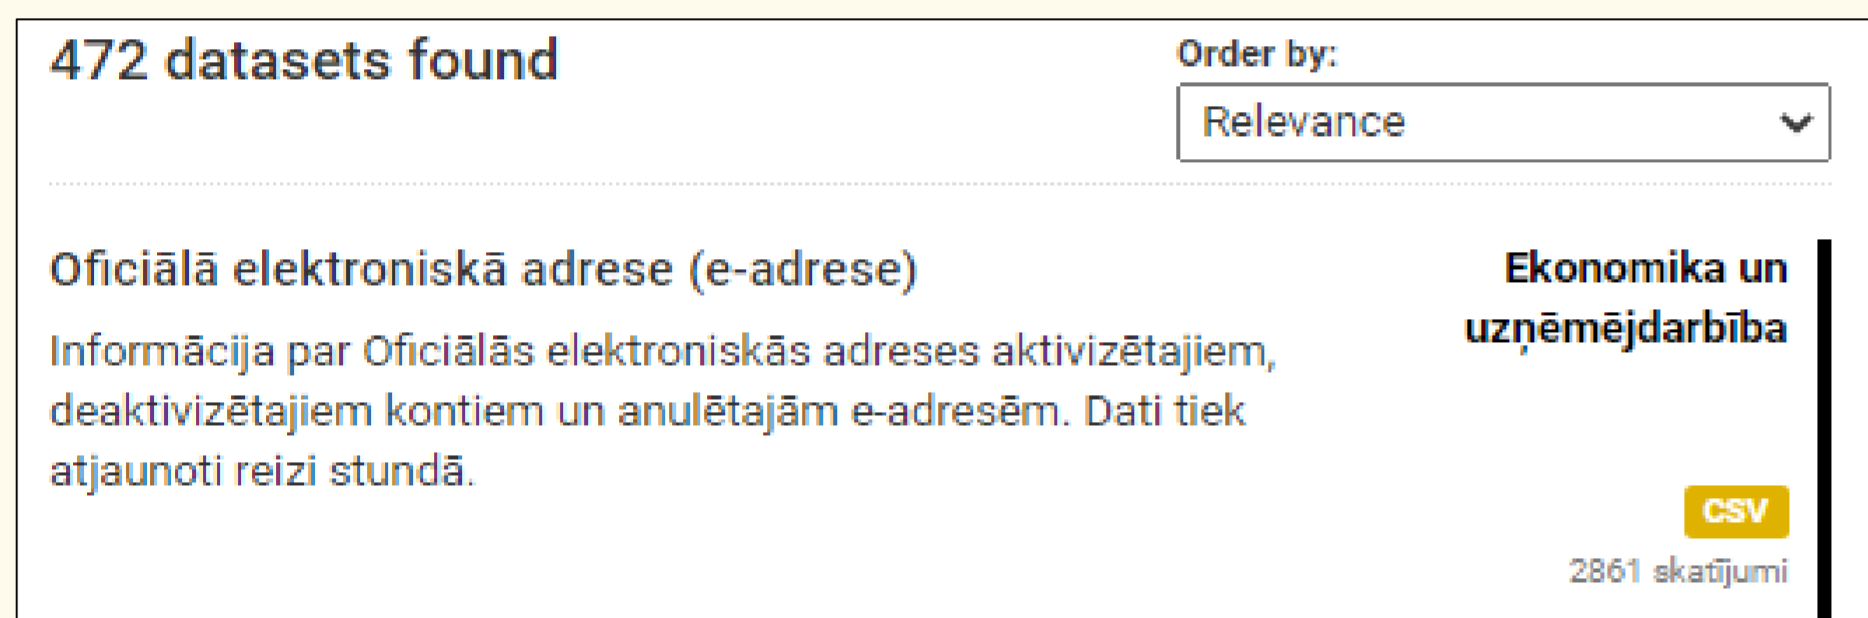 472 datasets found
Order by:
Relevance
Oficiālā elektroniskā adrese (e-adrese)
Informācija par Oficiālās elektroniskās adreses aktivizētajiem,
deaktivizētajiem kontiem un anulētajām e-adresēm. Dati tiek
atjaunoti reizi stundā.
Ekonomika un
uzņēmējdarbība
CSV
2861 skatījumi